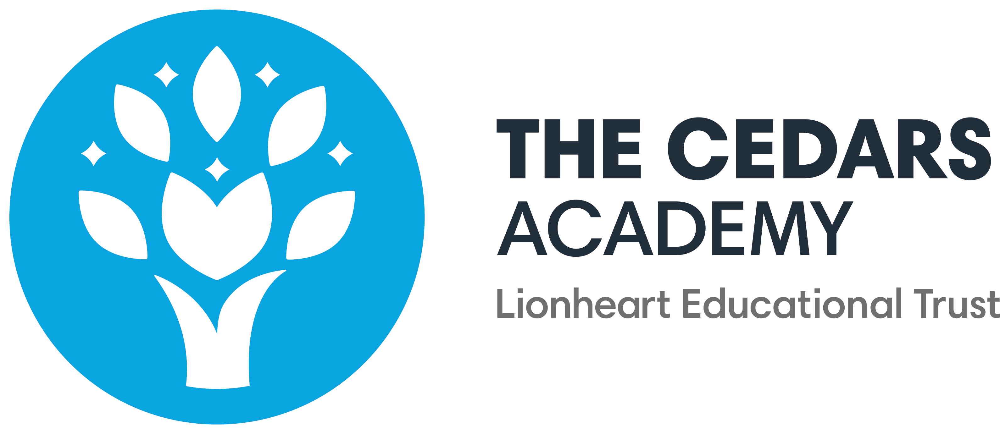 THE CEDARS
ACADEMY
Lionheart Educational Trust